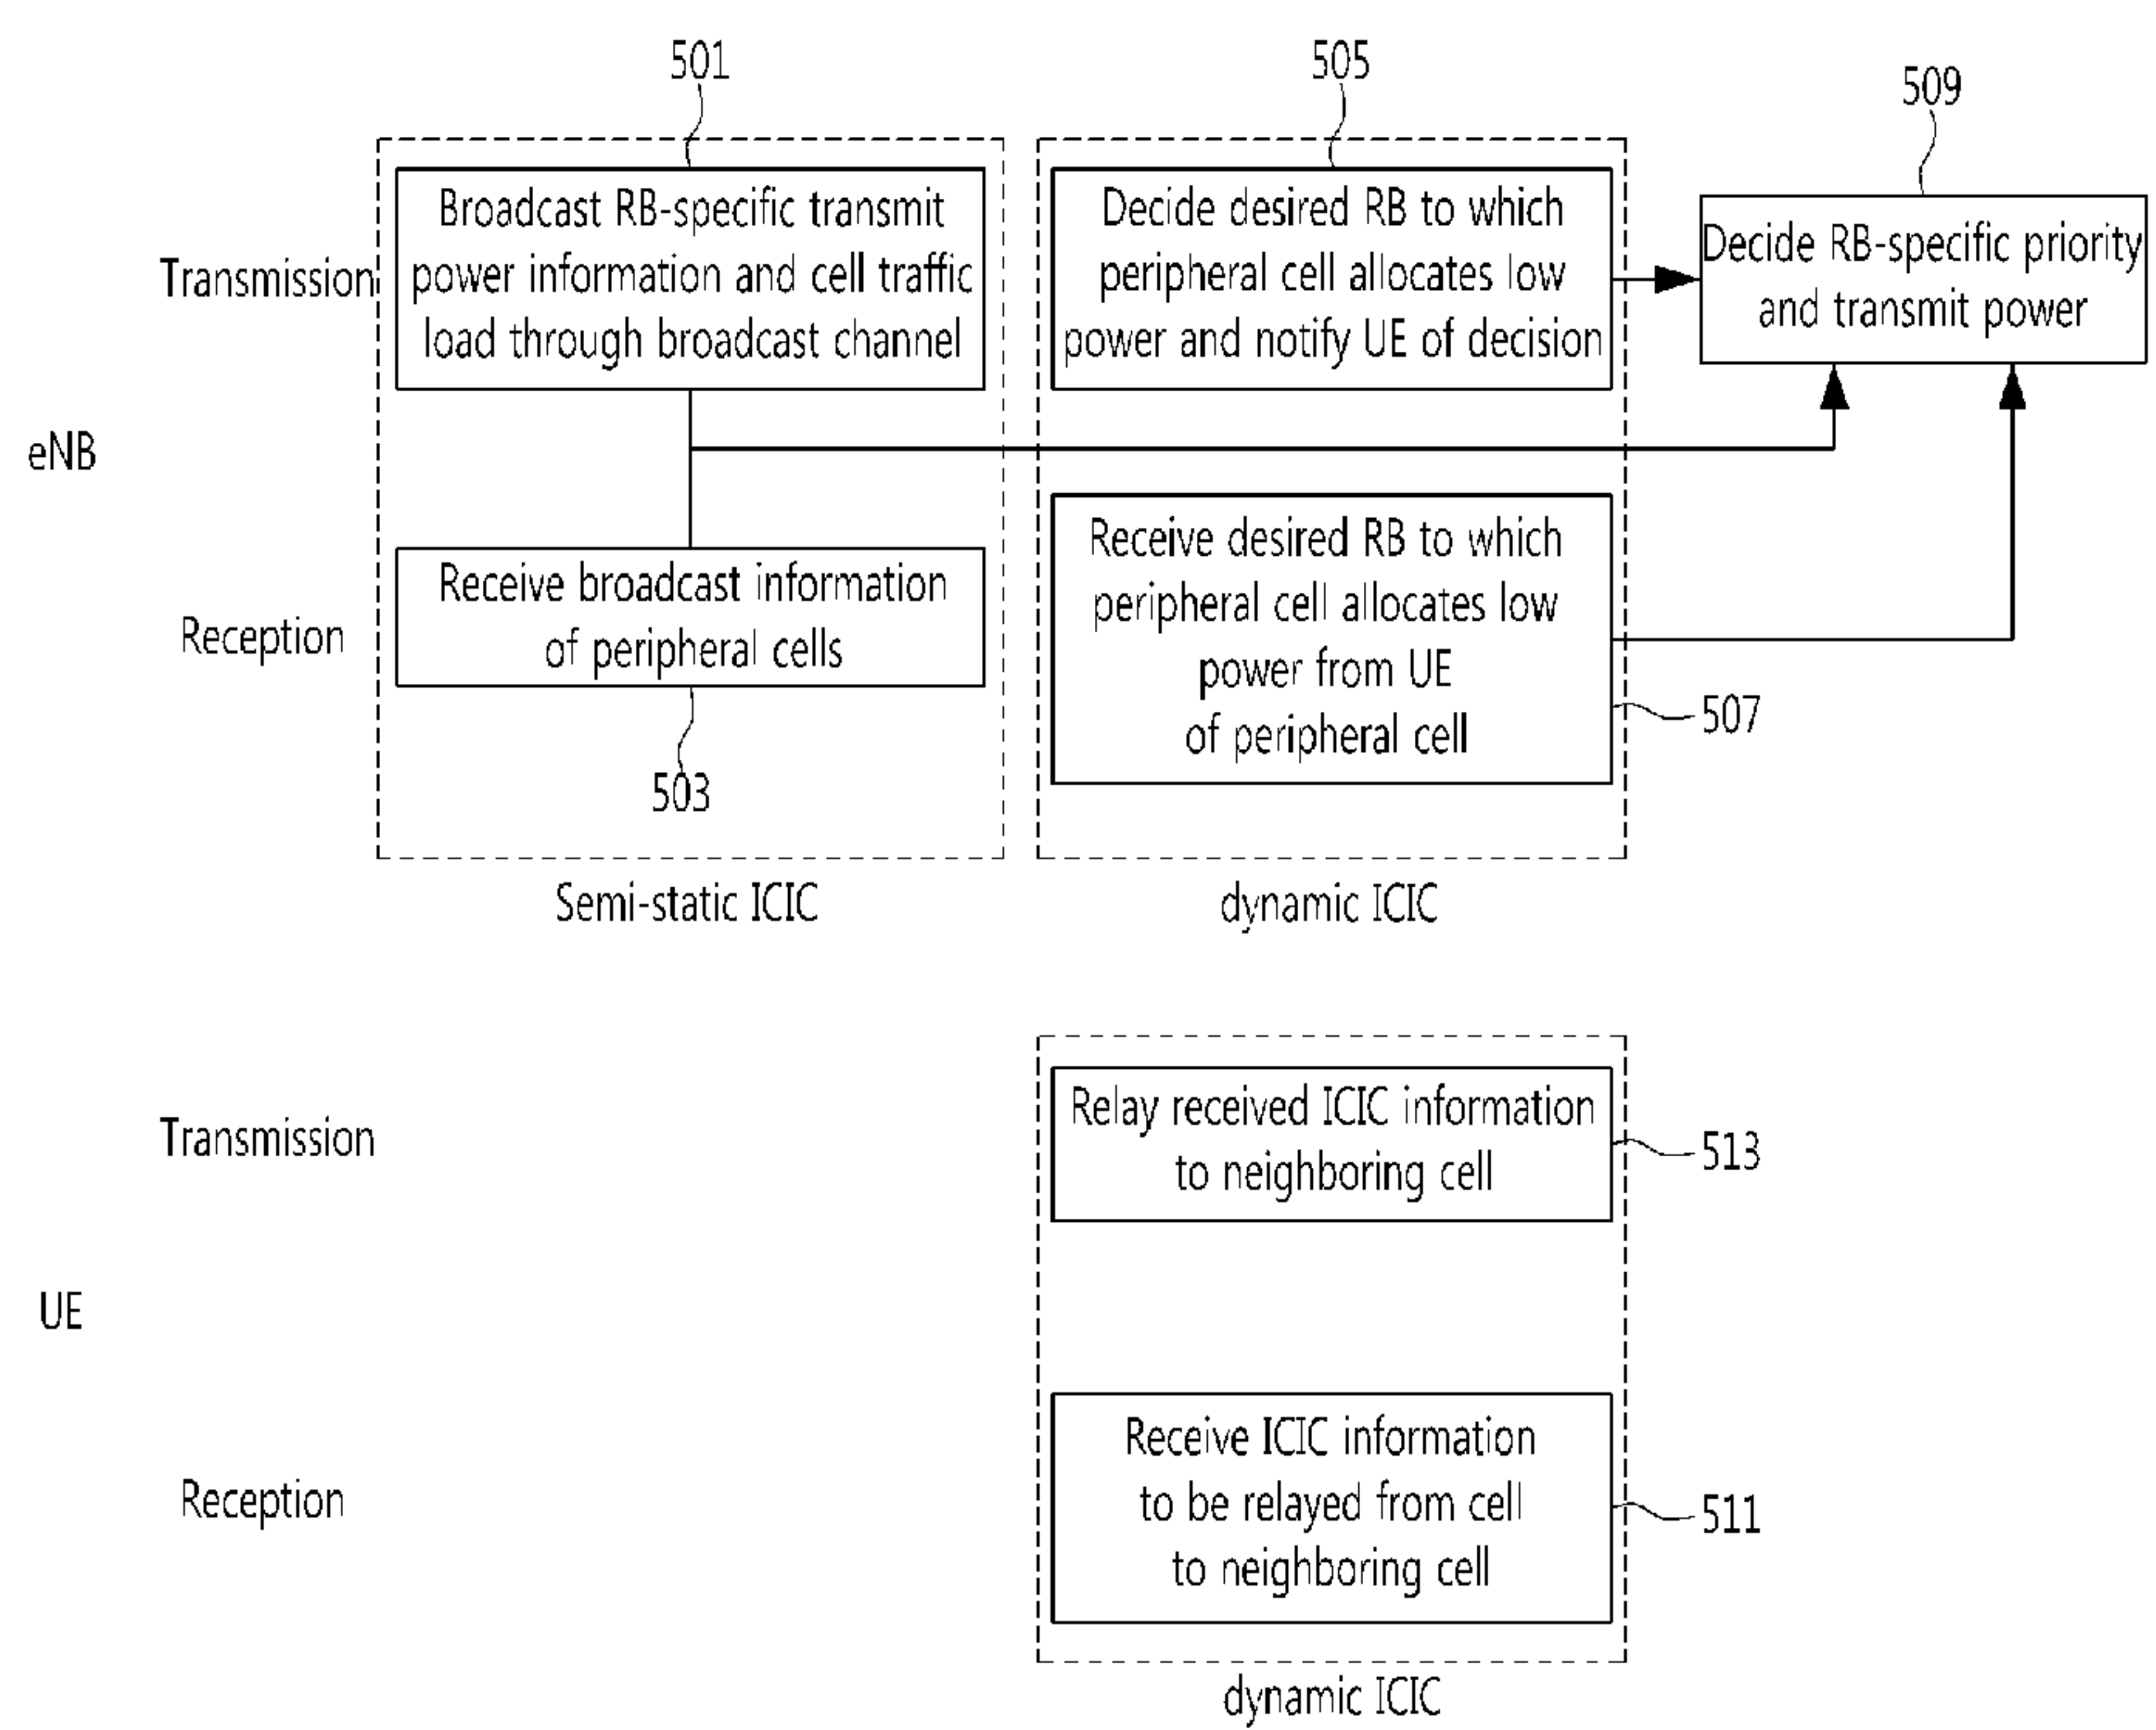 501
505
509
Broadcast RB-specific transmit
power information and cell traffic
load through broadcast channel
Decide desired RB to which
peripheral cell allocates low
power and notify UE of decision
Decide RB-specific priority
and transmit power
Transmission
eNB
Receive broadcast information
of peripheral cells
Receive desired RB to which
peripheral cell allocates low
power from UE
of peripheral cell
Reception
507
503
Semi-static ICIC
dynamic ICIC
Relay received ICIC information
to neighboring cell
Transmission
513
UE
Receive ICIC information
to be relayed from cell
to neighboring cell
Reception
511
dynamic ICIC